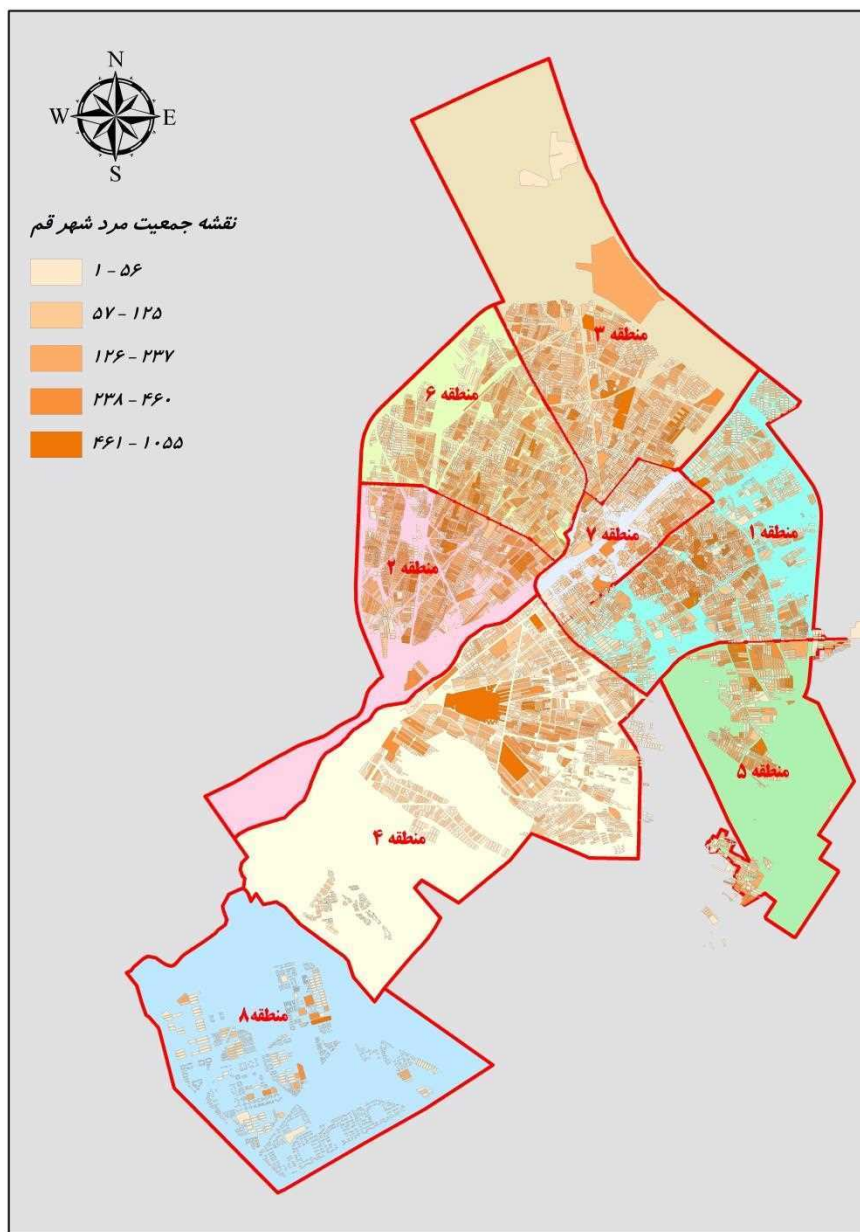 N
W E
S
نقشه جمعیت مرد شهر قم
۱ - ۵۶
۵۷ - ۱۲۵
۱۲۶ - ۲۳۷
۲۳۸ - ۴۶۰
۴۶۱ - ۱۰۵۵
منطقه ۳
منطقه ۶
منطقه ۷
منطقه ۱
منطقه ۲
منطقه ۵
منطقه ۴
منطقه ۸